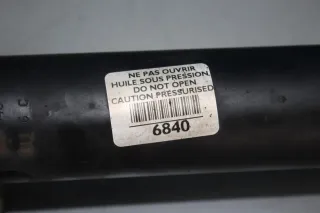 NE PAS OUVRIR
HUILE SOUS PRESSION.
DO NOT OPEN
CAUTION PRESSURISED
6840